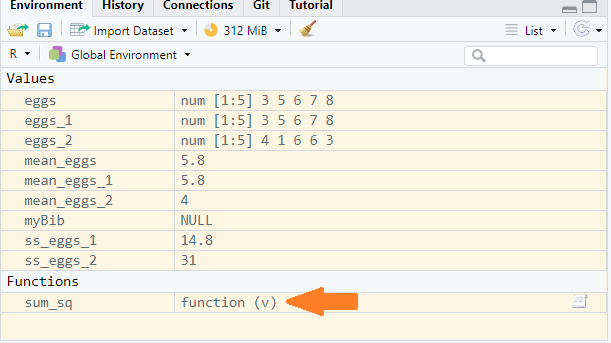 Environment History Connections Git Tutorial
Import Dataset 312 MiB List
R Global Environment
Values
eggs num [1:5] 3 5 6 7 8
eggs_1 num [1:5] 3 5 6 7 8
eggs_2 num [1:5] 4 1 6 6 3
mean_eggs 5.8
mean_eggs_1 5.8
mean_eggs_2 4
myBib NULL
ss_eggs_1 14.8
ss_eggs_2 31
Functions
sum_sq function (v)